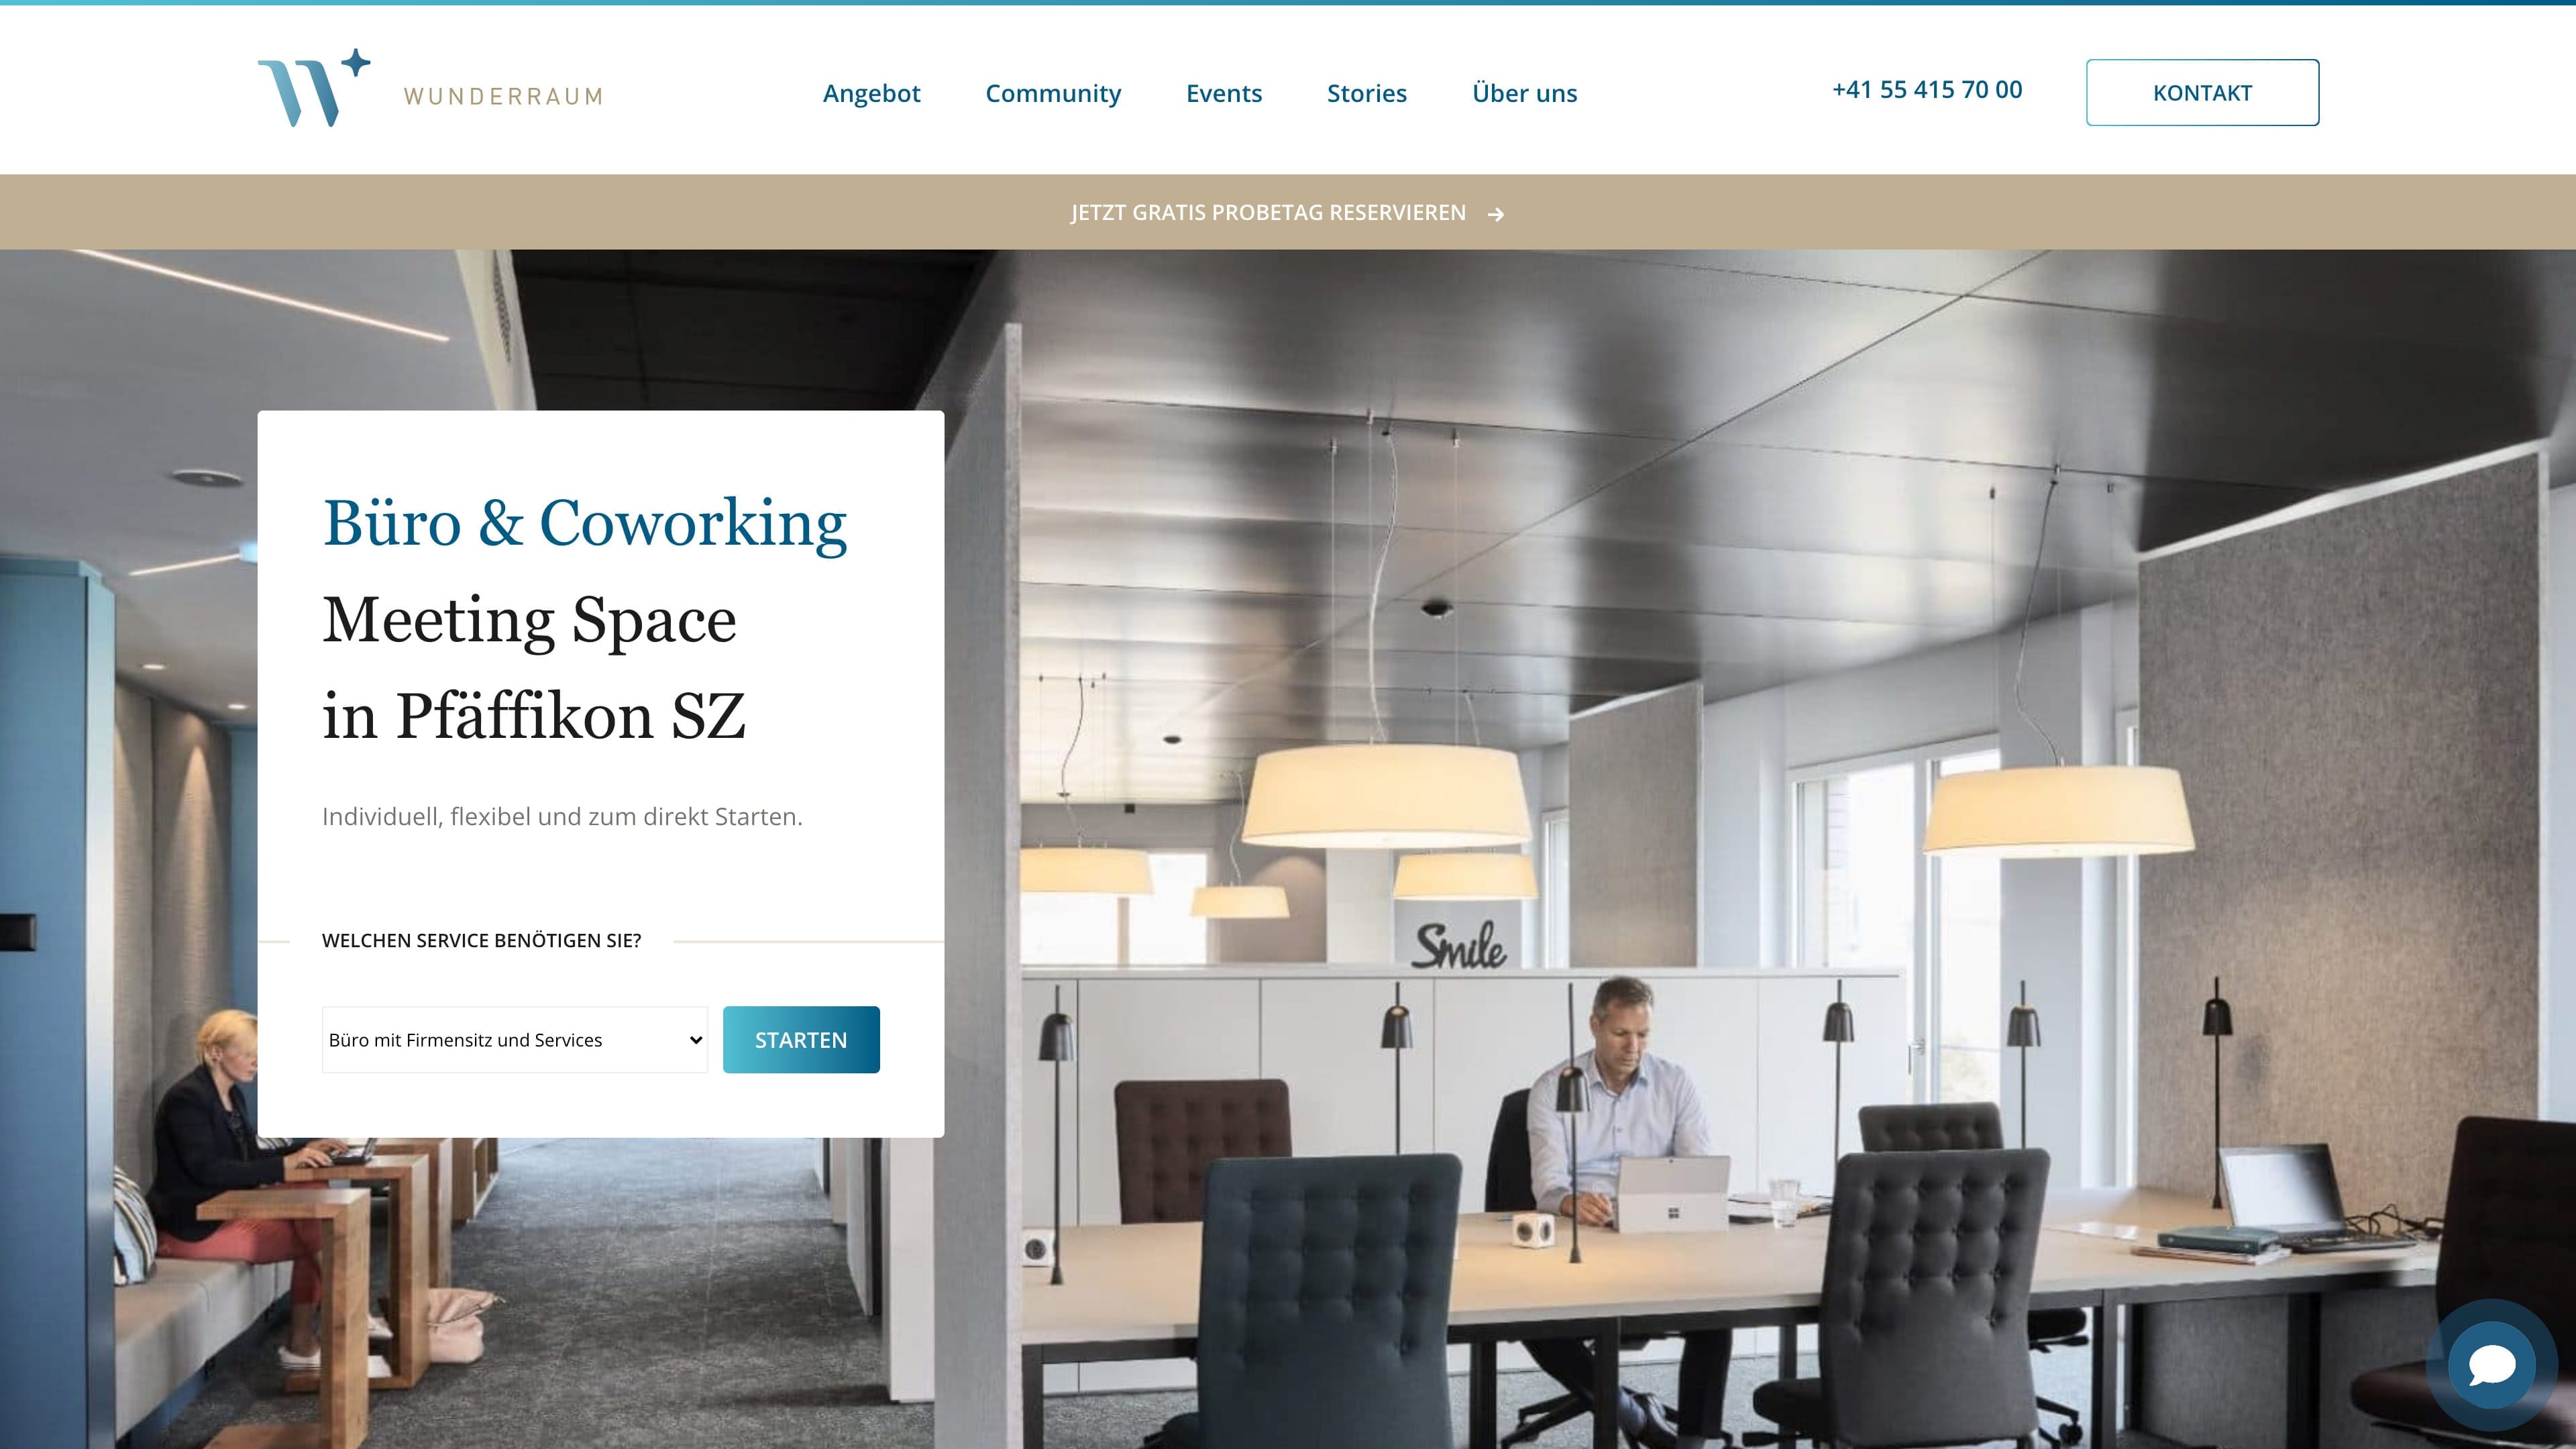 WUNDERRAUM
Angebot
Community
Events
Stories
Über uns
+41 55 415 70 00
KONTAKT
JETZT GRATIS PROBETAG RESERVIEREN
Büro & Coworking
Meeting Space
in Pfäffikon SZ
Individuell, flexibel und zum direkt Starten.
WELCHEN SERVICE BENÖTIGEN SIE?
Büro mit Firmensitz und Services
STARTEN
Smile